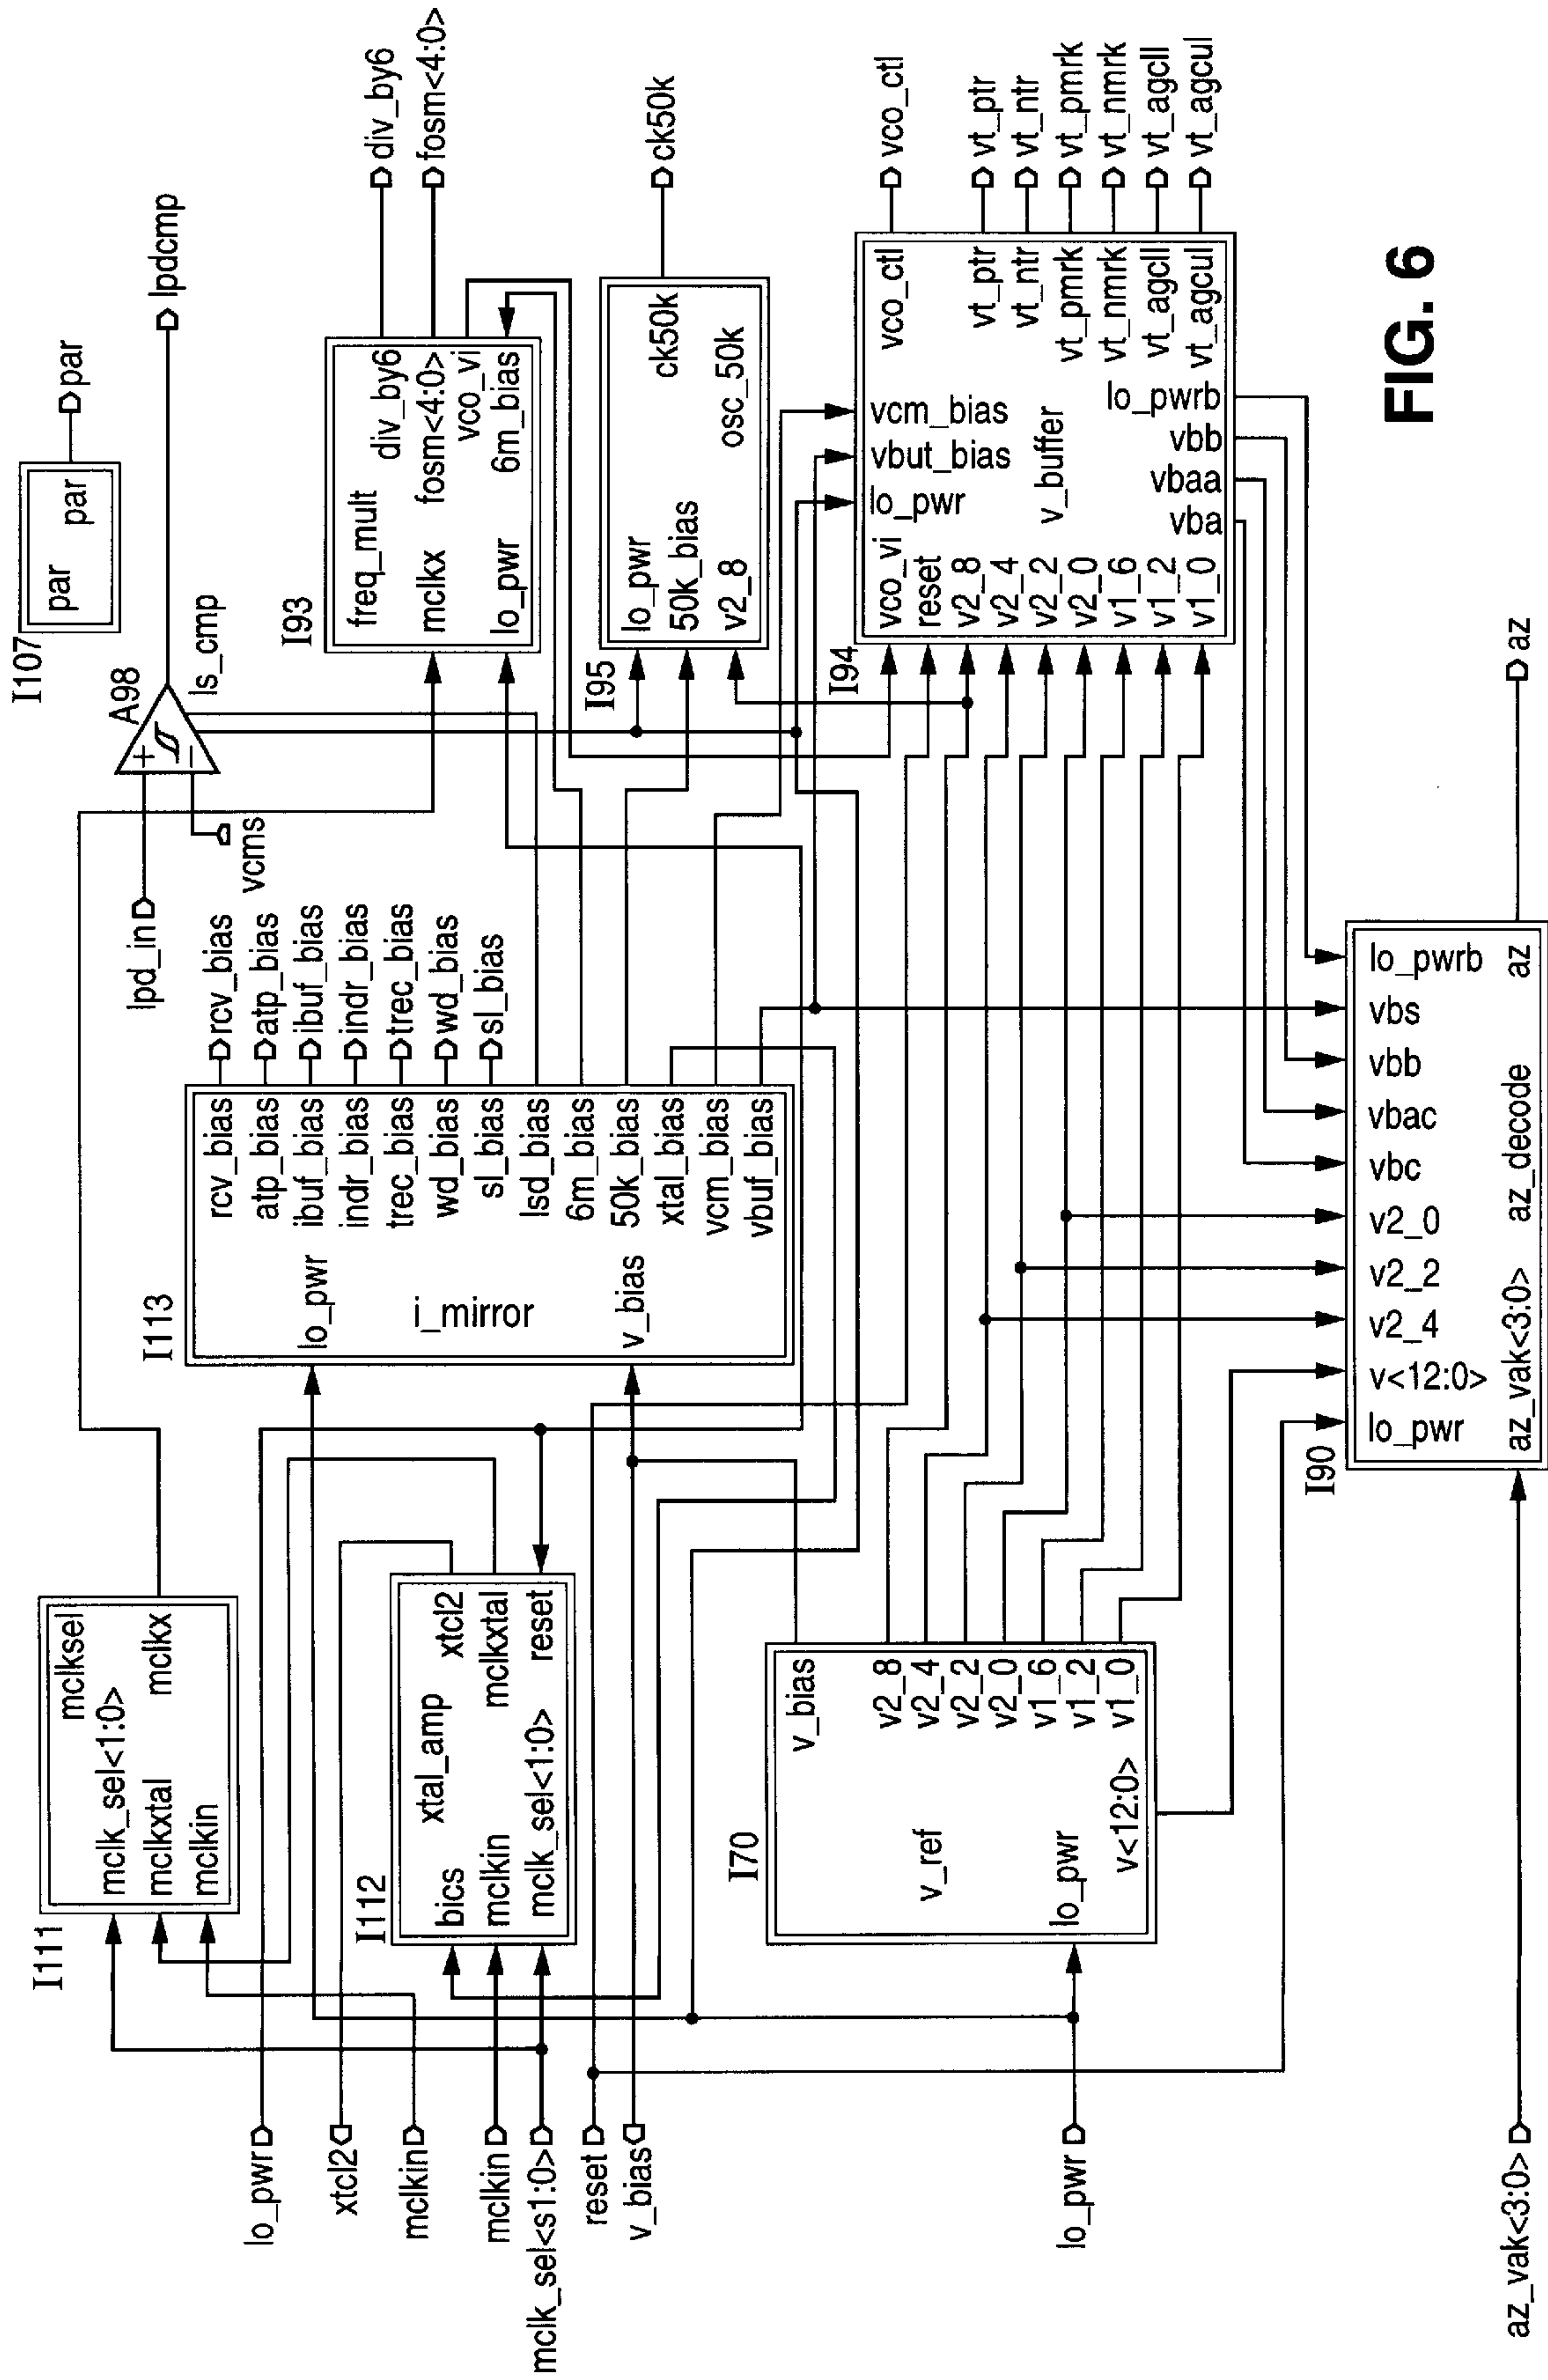 I107
par
par
par
A98
ls_cmp
lpdcmp
lpd_in
vcms
I111
mclksel
mclk_sel<1:0>
mclkxtal
mclkx
mclkin
I93
freq_mult
div_by6
mclkx
fosm<4:0>
vco_vi
lo_pwr
6m_bias
div_by6
fosm<4:0>
I113
lo_pwr
i_mirror
v_bias
rcv_bias
atp_bias
ibuf_bias
indr_bias
trec_bias
wd_bias
sl_bias
lsd_bias
6m_bias
50k_bias
xtal_bias
vcm_bias
vbuf_bias
rcv_bias
atp_bias
ibuf_bias
indr_bias
trec_bias
wd_bias
sl_bias
I112
xtal_amp
bics
xtcl2
mclkin
mclkxtal
mclk_sel<1:0>
reset
lo_pwr
xtcl2
mclkin
mclkin
mclk_sel<s1:0>
reset
v_bias
lo_pwr
az_vak<3:0>
I95
lo_pwr
50k_bias
ck50k
v2_8
osc_50k
ck50k
I70
v_ref
lo_pwr
v_bias
v2_8
v2_4
v2_2
v2_0
v1_6
v1_2
v1_0
v<12:0>
I94
vco_vi
reset
v2_8
v2_4
v2_2
v2_0
v1_6
v1_2
v1_0
lo_pwr
vbut_bias
vcm_bias
v_buffer
vco_ctl
vt_ptr
vt_ntr
vt_pmrk
vt_nmrk
vt_agcll
vt_agcul
lo_pwrb
vbb
vbaa
vba
vco_ctl
vt_ptr
vt_ntr
vt_pmrk
vt_nmrk
vt_agcll
vt_agcul
I90
lo_pwr
v<12:0>
v2_4
v2_2
v2_0
vbc
vbac
vbb
vbs
lo_pwrb
az_vak<3:0>
az_decode
az
az
FIG. 6